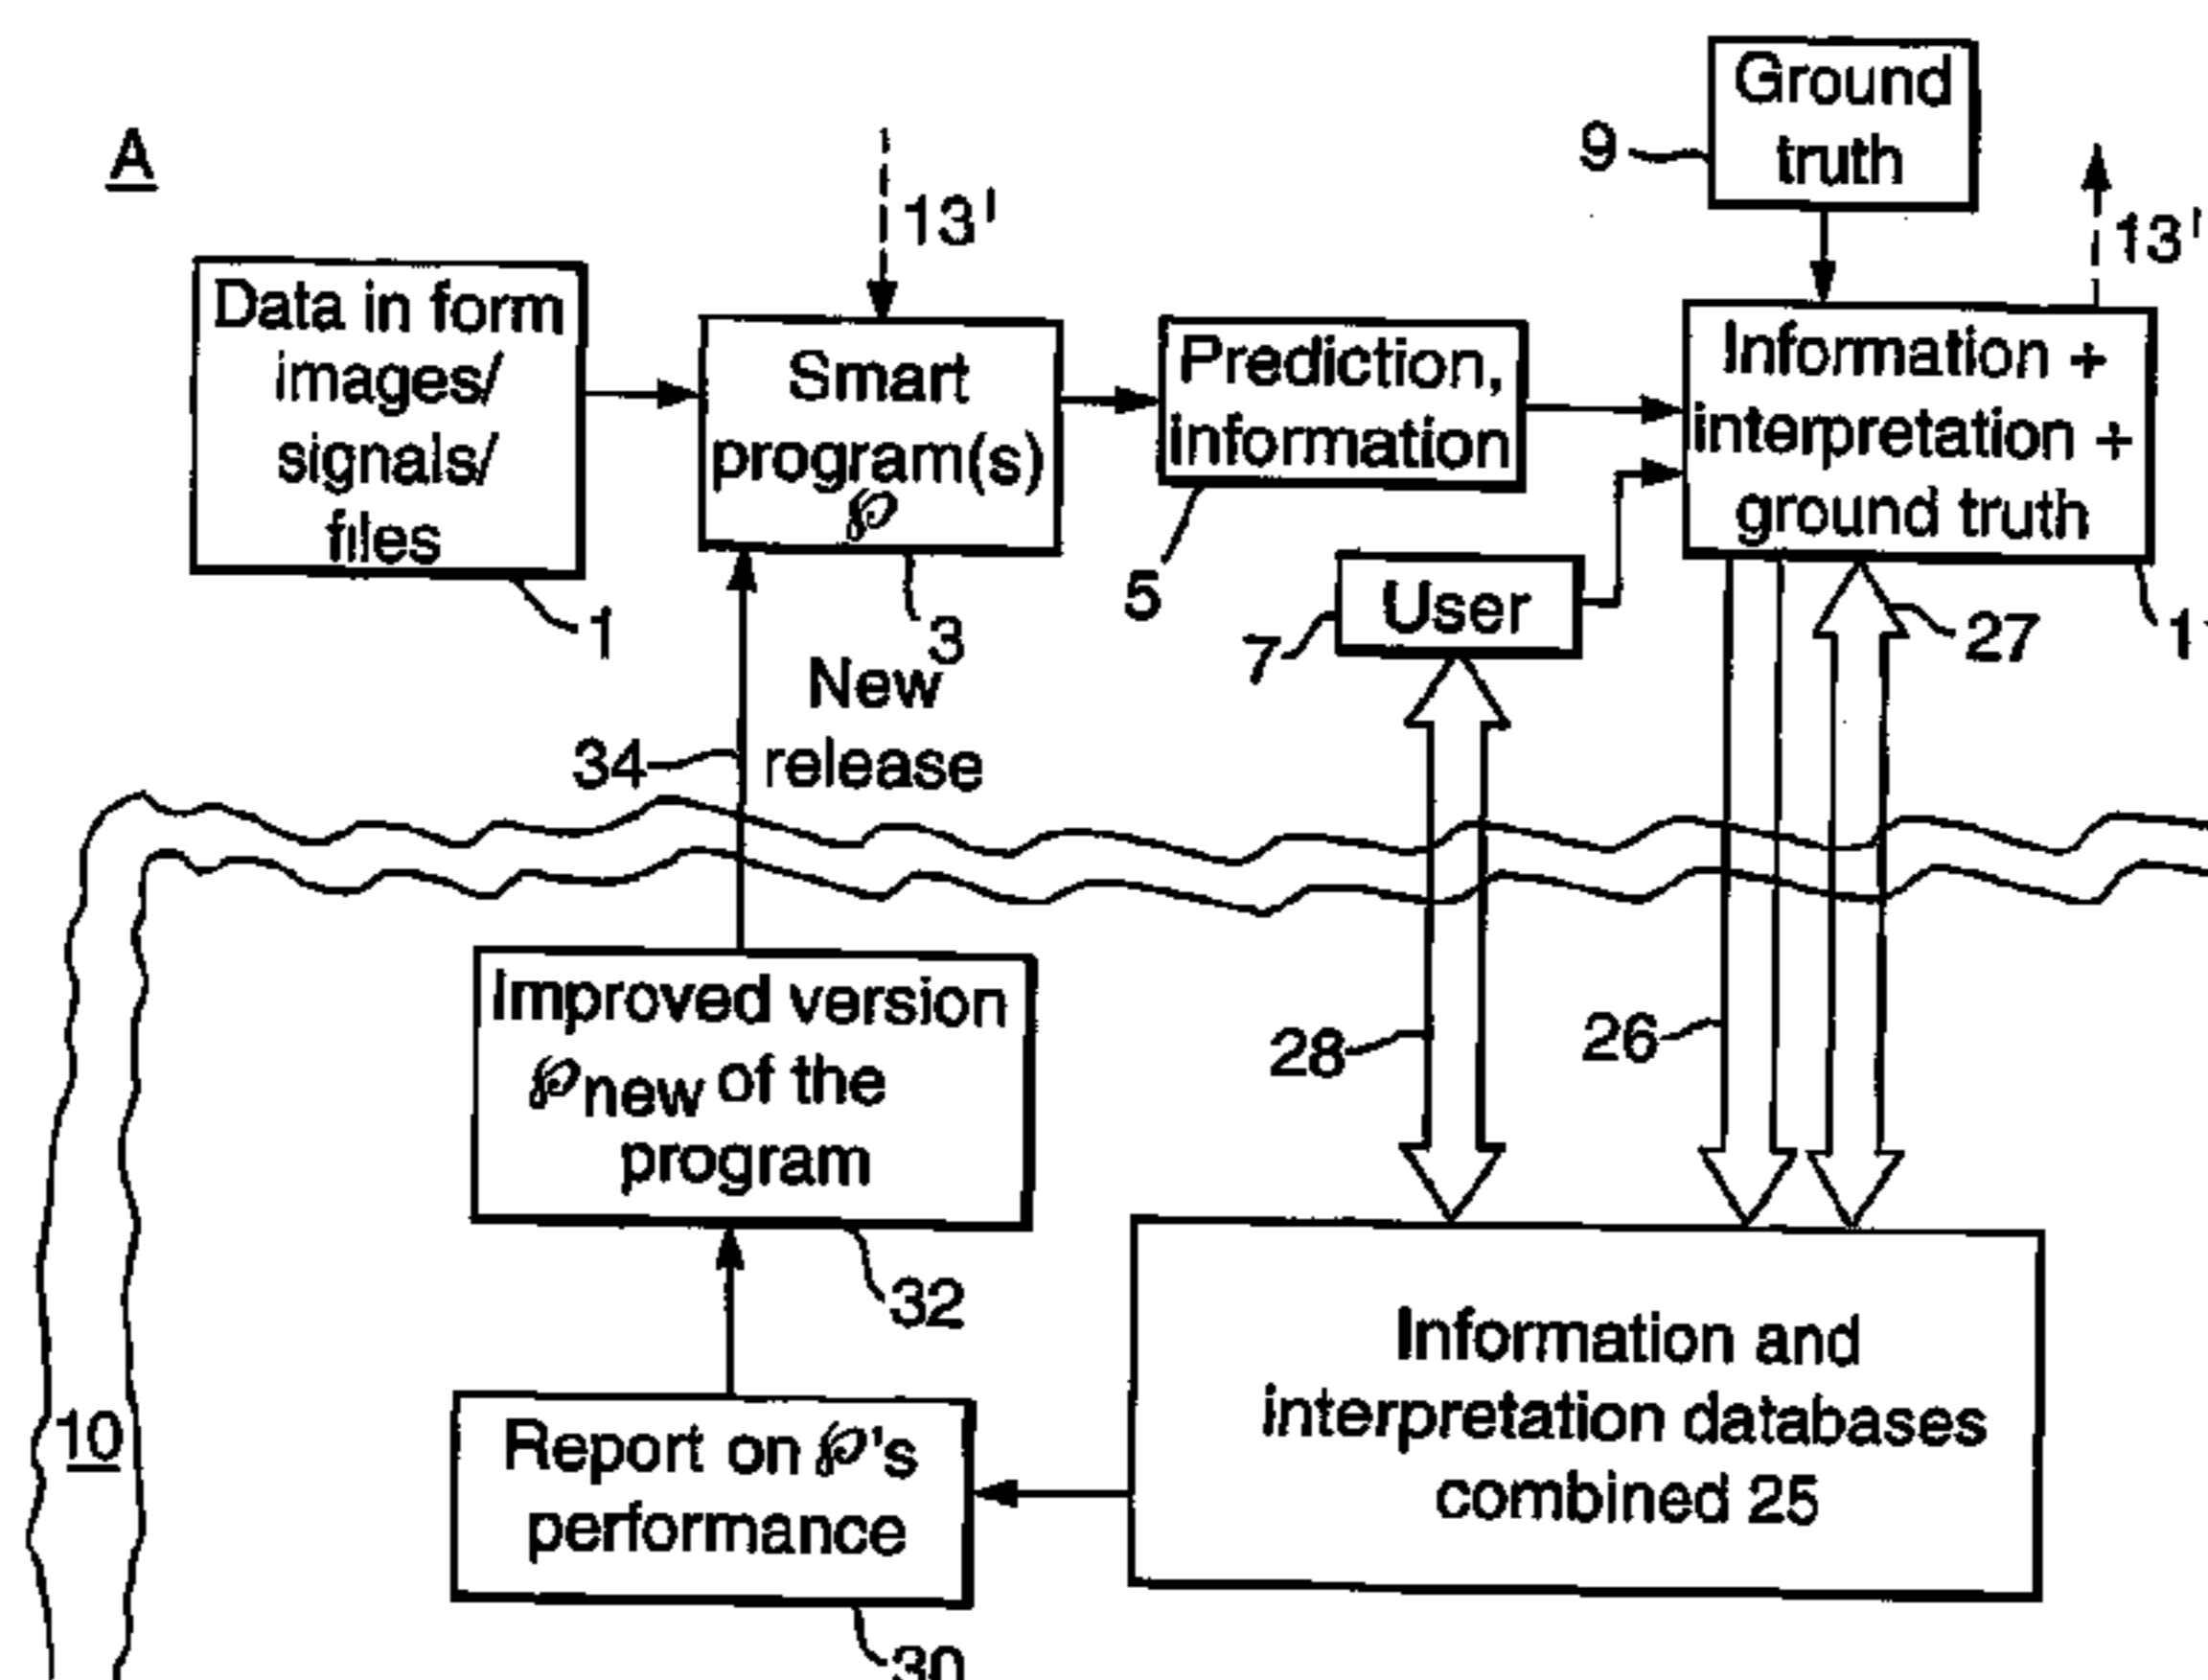 A
13'
Data in form
images/
signals/
files
1
Smart
program(s)
℘
3
Prediction,
information
5
Ground
truth
9
13'
Information +
interpretation +
ground truth
User
7
27
New
release
34
28
26
Improved version
℘new of the
program
32
10
Report on ℘'s
performance
30
Information and
interpretation databases
combined 25